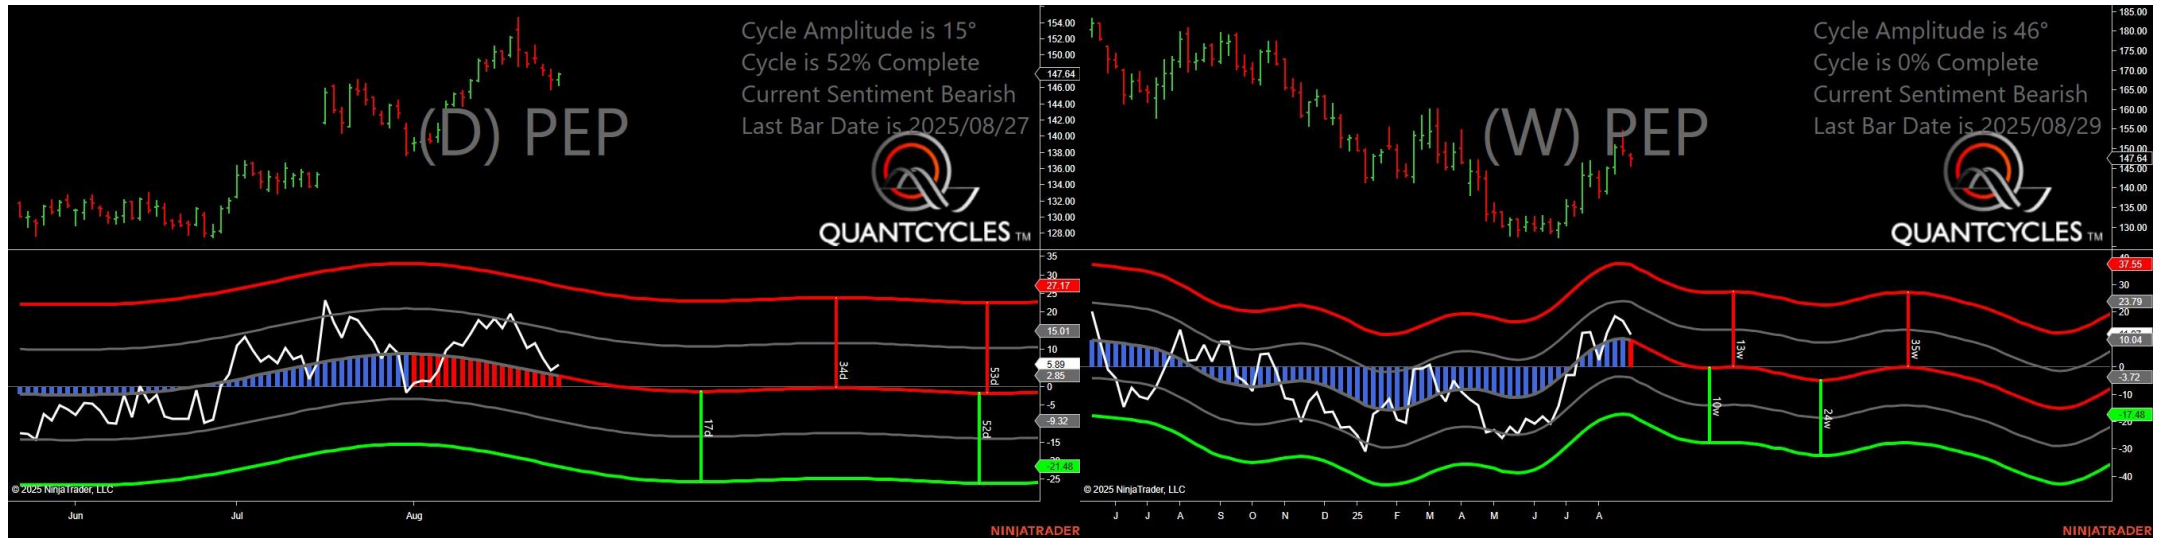 Cycle Amplitude is 15°
Cycle is 52% Complete
Current Sentiment Bearish
Last Bar Date is 2025/08/27
(D) PEP
QUANTCYCLES TM
154.00
152.00
150.00
147.64
146.00
144.00
142.00
140.00
138.00
136.00
134.00
132.00
130.00
128.00
35
30
27.17
25
20
15.01
10
5.89
2.85
0
-5
-9.32
-15
-21.48
-25
34d
53d
17d
52d
© 2025 NinjaTrader, LLC
Jun
Jul
Aug
NINJATRADER
Cycle Amplitude is 46°
Cycle is 0% Complete
Current Sentiment Bearish
Last Bar Date is 2025/08/29
(W) PEP
QUANTCYCLES TM
185.00
180.00
175.00
170.00
165.00
160.00
155.00
150.00
147.64
145.00
140.00
135.00
130.00
37.55
30
23.79
20
10.04
0
-3.72
-10
-17.48
-20
-30
-40
13w
35w
10w
24w
© 2025 NinjaTrader, LLC
J
J
A
S
O
N
D
25
F
M
A
M
J
J
A
NINJATRADER